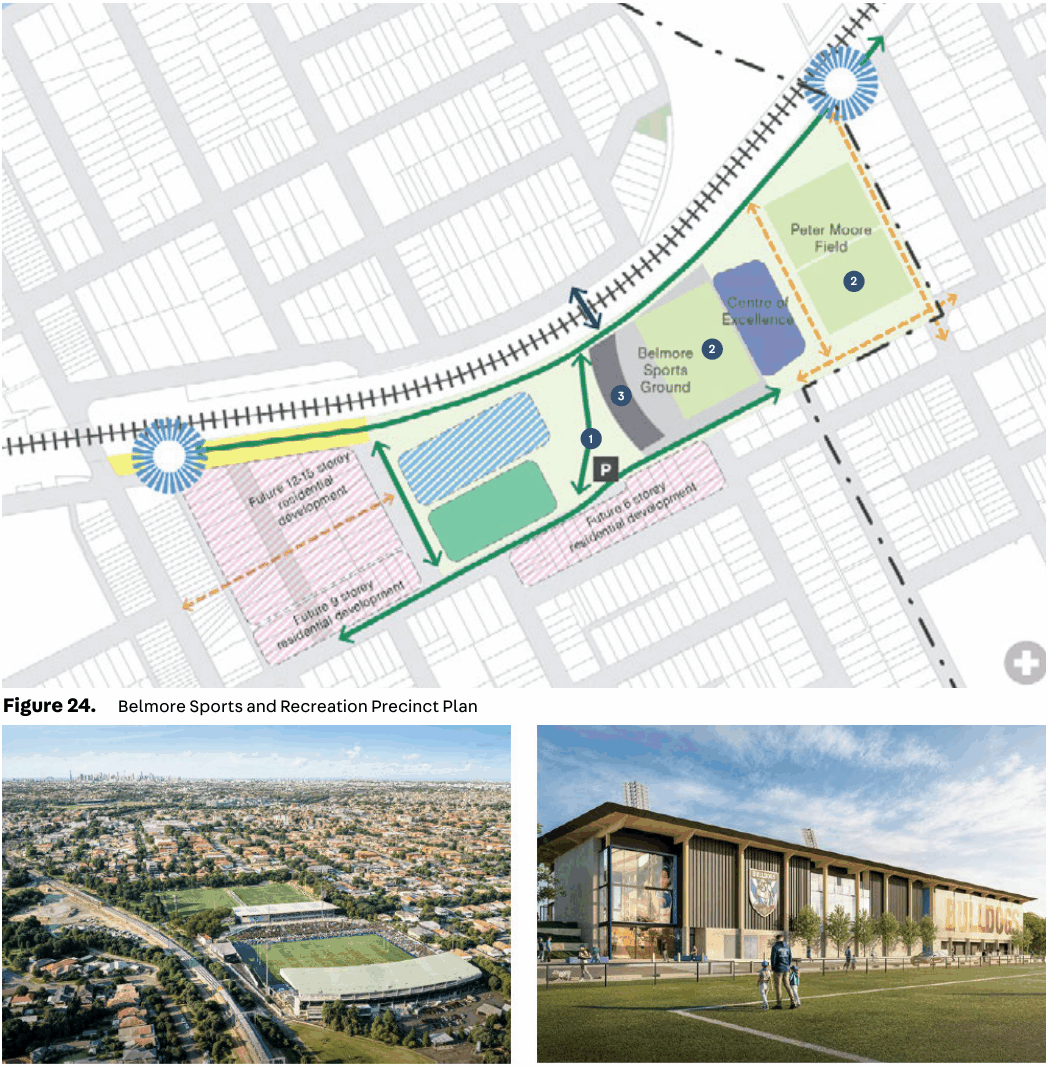 Peter Moore
Field
2
Centre of
Excellence
2
Belmore
Sports
Ground
3
1
P
Future 12-15 storey
residential
development
Future 6 storey
residential development
Future 9 storey
residential development
Figure 24. Belmore Sports and Recreation Precinct Plan
BULLDOGS